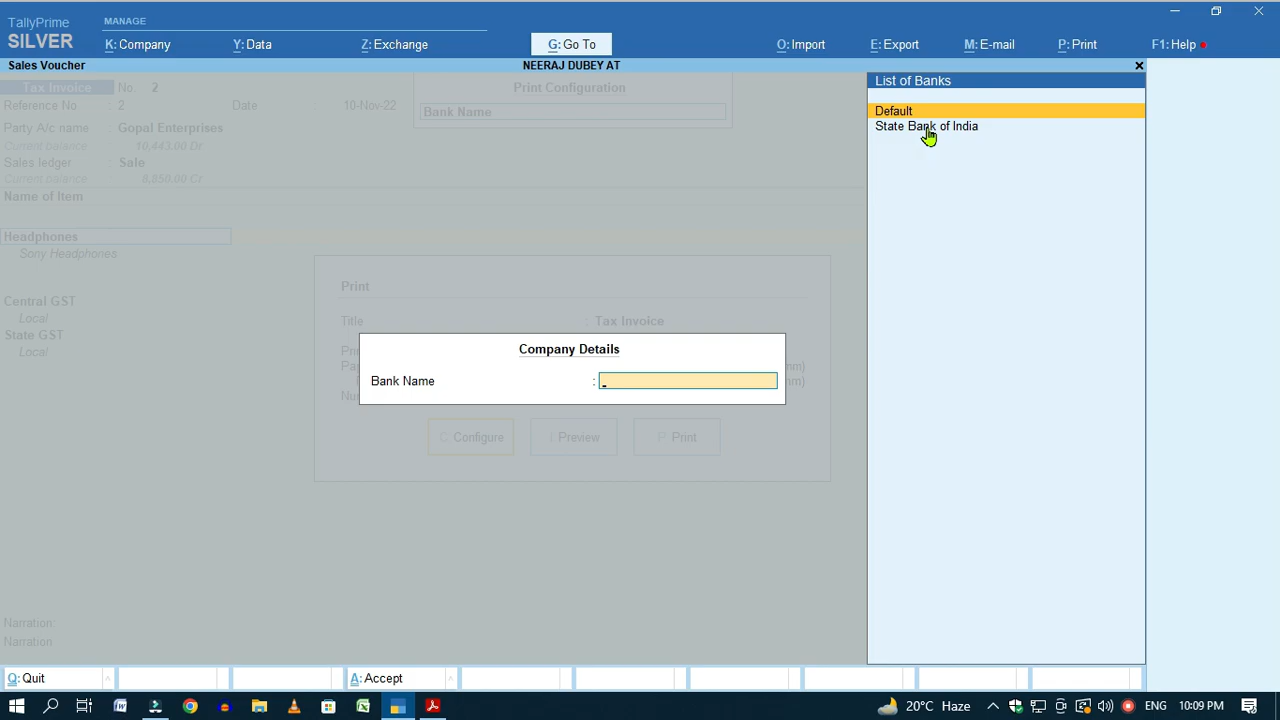 TallyPrime
MANAGE
SILVER
K: Company
Y: Data
Z: Exchange
G: Go To
O: Import
E: Export
M: E-mail
P: Print
F1: Help
Sales Voucher
NEERAJ DUBEY AT
List of Banks
Tax Invoice No. 2
Print Configuration
Reference No : 2 Date 10-Nov-22
Bank Name
Default
Party A/c name : Gopal Enterprises
State Bank of India
Current balance : 10,443.00 Dr
Sales ledger : Sale
Current balance : 8,850.00 Cr
Name of Item
Headphones
Sony Headphones
Print
Central GST
Local
Title : Tax Invoice
State GST
Local
Company Details
Bank Name :
C: Configure
I: Preview
P: Print
Narration:
Narration
Q: Quit
A: Accept
20°C Haze
ENG
10:09 PM